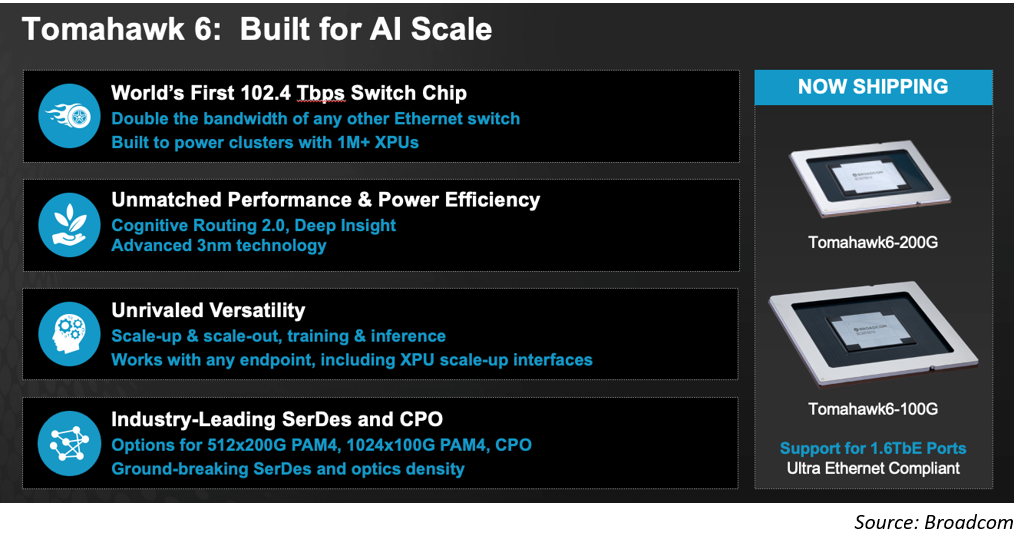 Tomahawk 6: Built for AI Scale
World's First 102.4 Tbps Switch Chip
Double the bandwidth of any other Ethernet switch
Built to power clusters with 1M+ XPUs
Unmatched Performance & Power Efficiency
Cognitive Routing 2.0, Deep Insight
Advanced 3nm technology
Unrivaled Versatility
Scale-up & scale-out, training & inference
Works with any endpoint, including XPU scale-up interfaces
Industry-Leading SerDes and CPO
Options for 512x200G PAM4, 1024x100G PAM4, CPO
Ground-breaking SerDes and optics density
NOW SHIPPING
BROADCOM
Tomahawk6-200G
BROADCOM
Tomahawk6-100G
Support for 1.6TbE Ports
Ultra Ethernet Compliant
Source: Broadcom